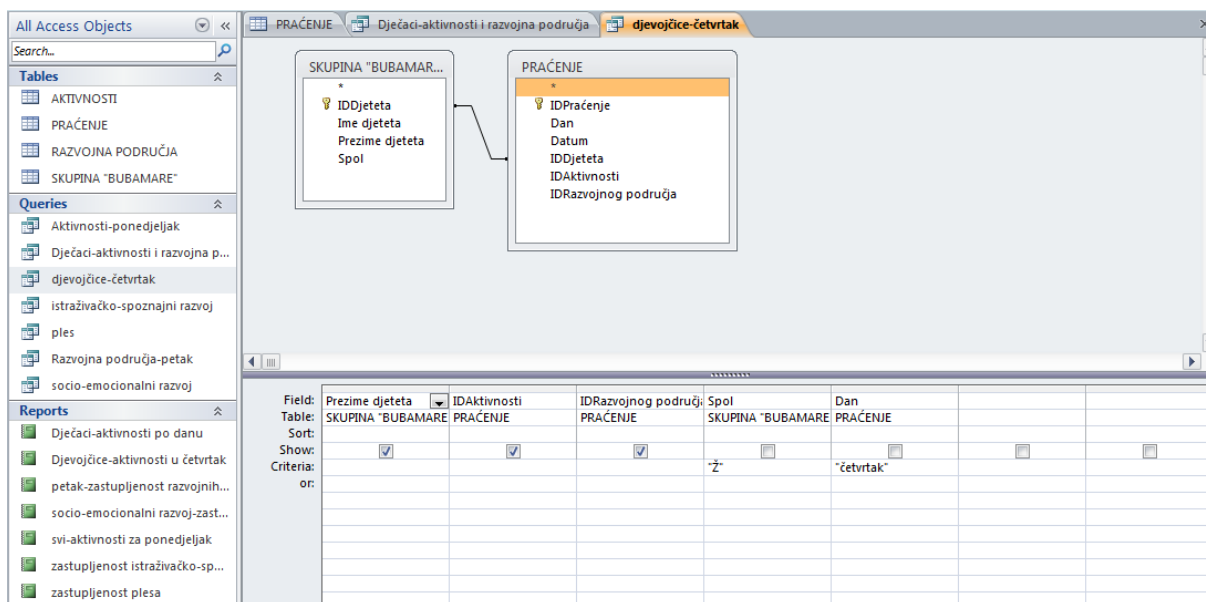 All Access Objects
Search...
Tables
AKTIVNOSTI
PRAĆENJE
RAZVOJNA PODRUČJA
SKUPINA "BUBAMARE"
Queries
Aktivnosti-ponedjeljak
Dječaci-aktivnosti i razvojna p...
djevojčice-četvrtak
istraživačko-spoznajni razvoj
ples
Razvojna područja-petak
socio-emocionalni razvoj
Reports
Dječaci-aktivnosti po danu
Djevojčice-aktivnosti u četvrtak
petak-zastupljenost razvojnih...
socio-emocionalni razvoj-zast...
svi-aktivnosti za ponedjeljak
zastupljenost istraživačko-sp...
zastupljenost plesa
PRAĆENJE Dječaci-aktivnosti i razvojna područja djevojčice-četvrtak
SKUPINA "BUBAMAR...
*
IDDjeteta
Ime djeteta
Prezime djeteta
Spol
PRAĆENJE
*
IDPraćenje
Dan
Datum
IDDjeteta
IDAktivnosti
IDRazvojnog područja
Field: Prezime djeteta IDAktivnosti IDRazvojnog područj Spol Dan
Table: SKUPINA "BUBAMARE PRAĆENJE PRAĆENJE SKUPINA "BUBAMARE PRAĆENJE
Sort:
Show:
Criteria: "Ž" "četvrtak"
or: